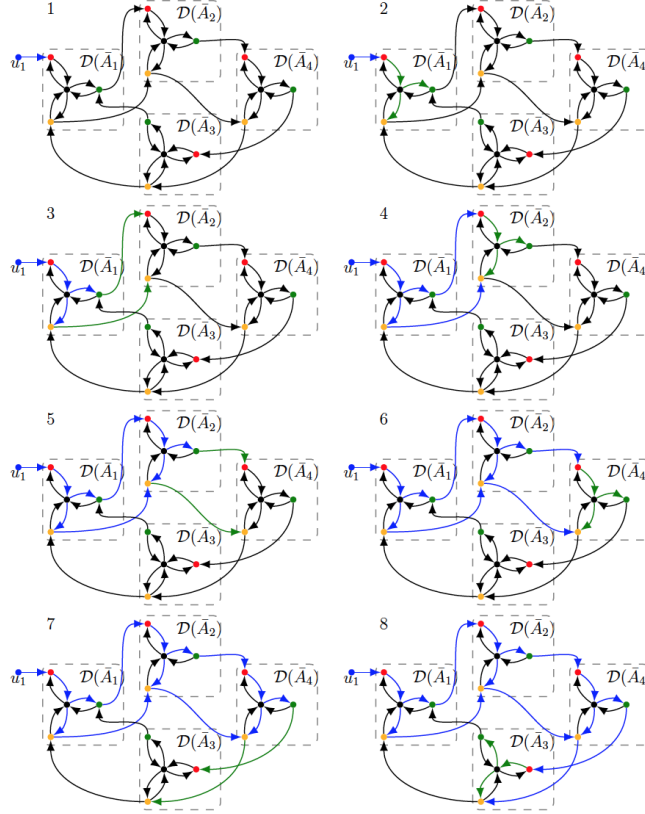 1
u₁
𝒟(Ā₁)
𝒟(Ā₂)
𝒟(Ā₃)
𝒟(Ā₄)
2
u₁
𝒟(Ā₁)
𝒟(Ā₂)
𝒟(Ā₃)
𝒟(Ā₄)
3
u₁
𝒟(Ā₁)
𝒟(Ā₂)
𝒟(Ā₃)
𝒟(Ā₄)
4
u₁
𝒟(Ā₁)
𝒟(Ā₂)
𝒟(Ā₃)
𝒟(Ā₄
5
u₁
𝒟(Ā₁)
𝒟(Ā₂)
𝒟(Ā₃)
𝒟(Ā₄)
6
u₁
𝒟(Ā₁)
𝒟(Ā₂)
𝒟(Ā₃)
𝒟(Ā₄
7
u₁
𝒟(Ā₁)
𝒟(Ā₂)
𝒟(Ā₃)
𝒟(Ā₄)
8
u₁
𝒟(Ā₁)
𝒟(Ā₂)
𝒟(Ā₃)
𝒟(Ā₄